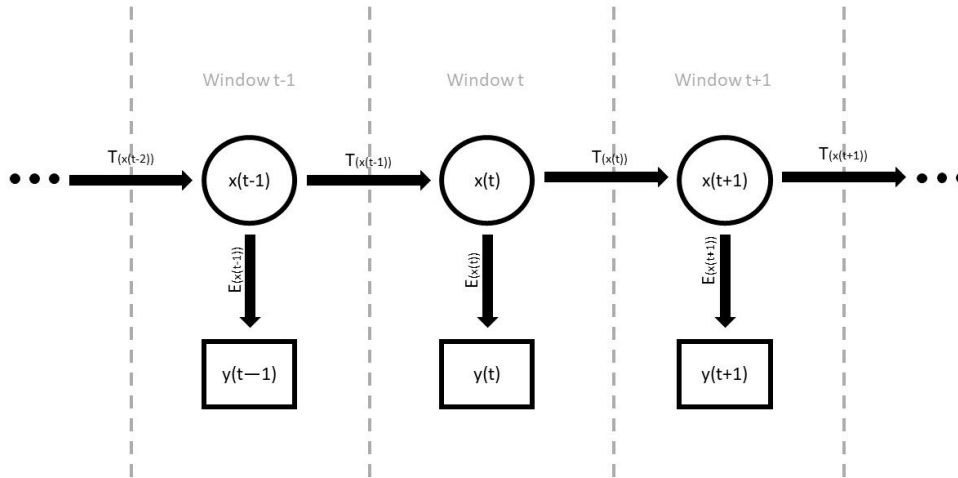 Window t-1
Window t
Window t+1
T(x(t-2))
T(x(t-1))
T(x(t))
T(x(t+1))
x(t-1)
x(t)
x(t+1)
E(x(t-1))
E(x(t))
E(x(t+1))
y(t—1)
y(t)
y(t+1)